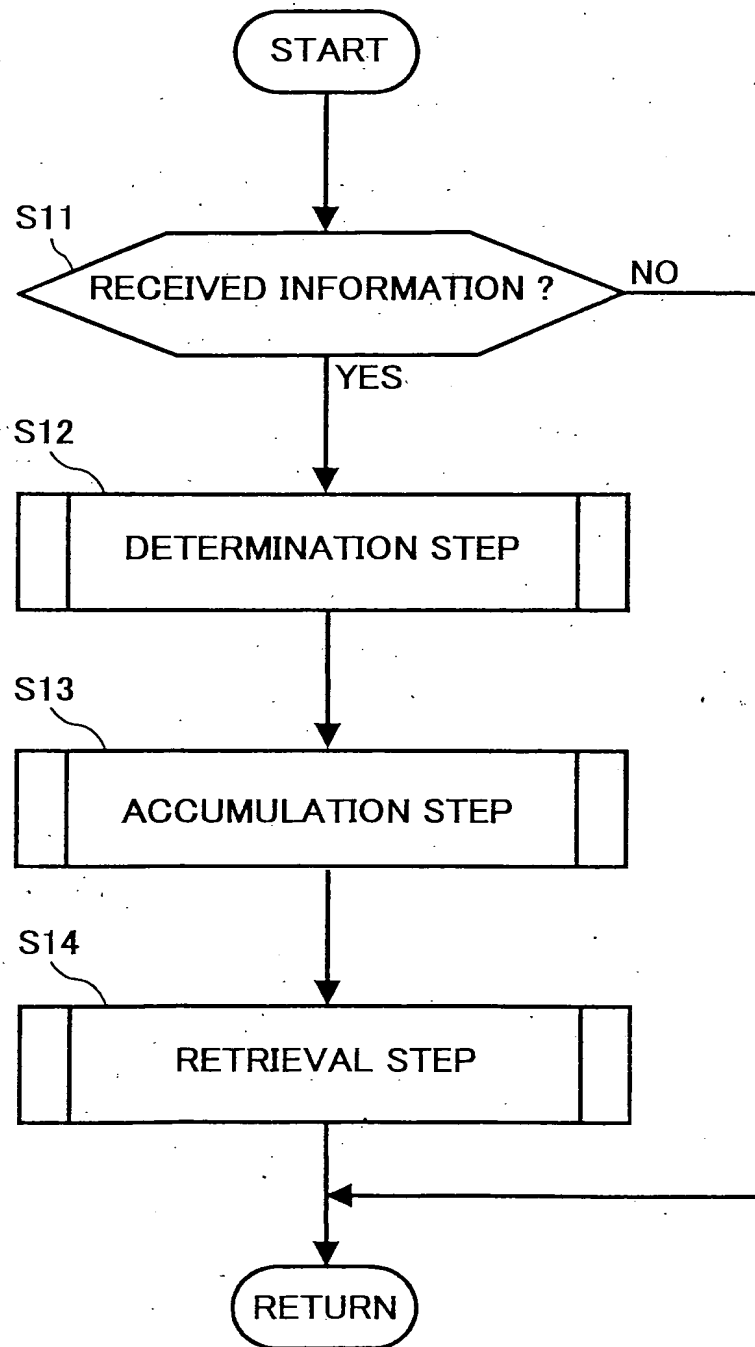 START
S11
RECEIVED INFORMATION ?
NO
YES
S12
DETERMINATION STEP
S13
ACCUMULATION STEP
S14
RETRIEVAL STEP
RETURN